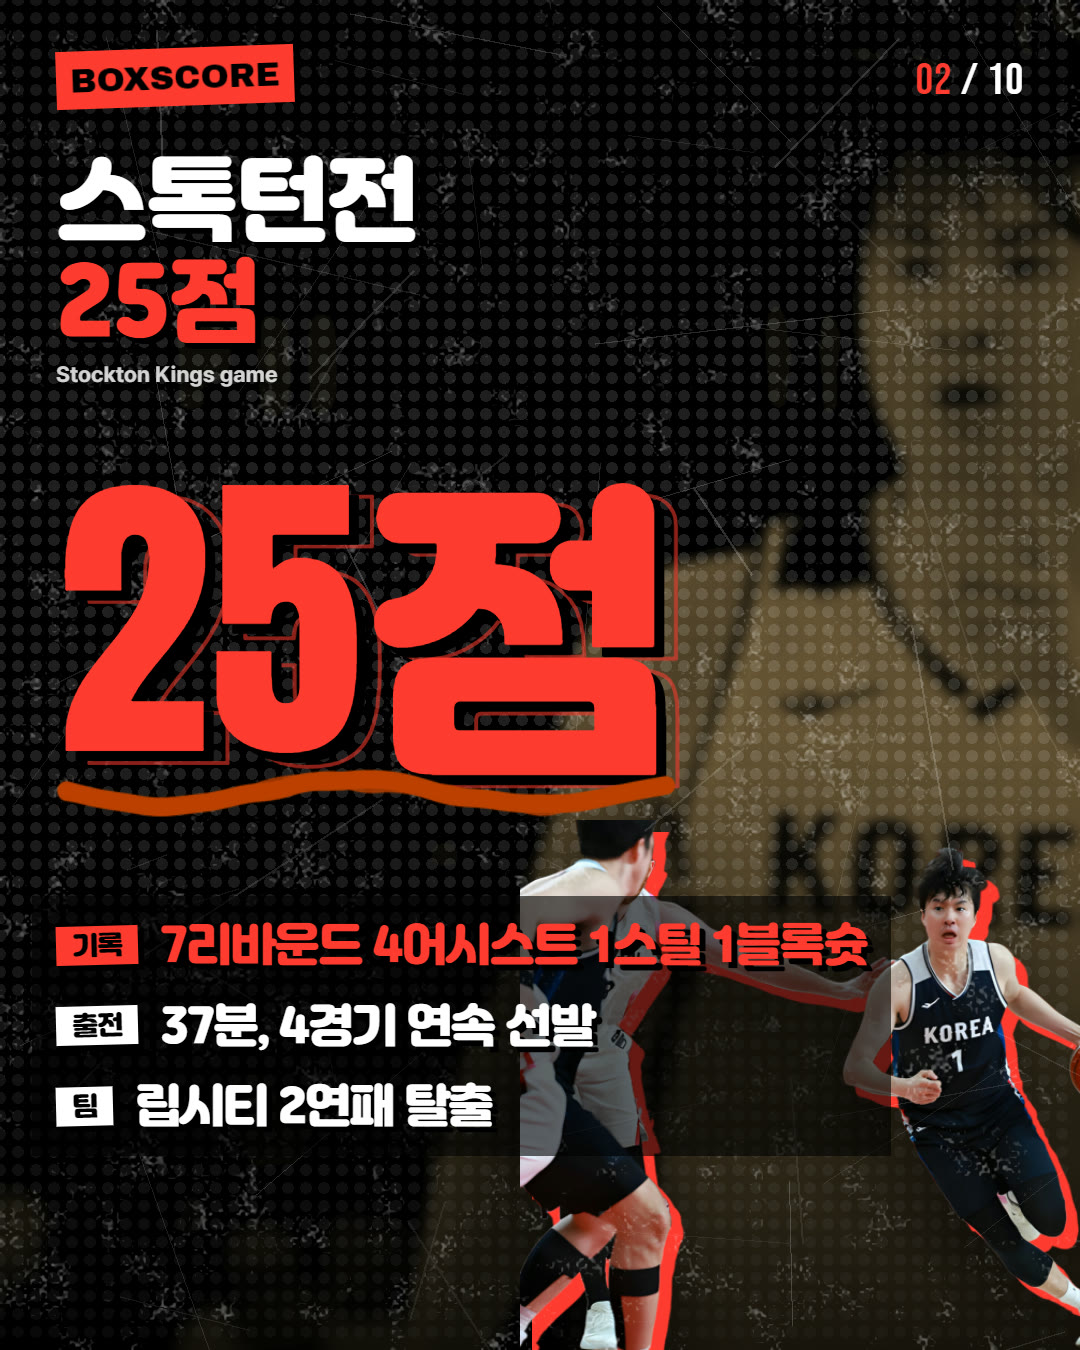 BOXSCORE
02 / 10
스톡턴전
25점
Stockton Kings game
25점
기록 7리바운드 4어시스트 1스틸 1블록슛
출전 37분, 4경기 연속 선발
팀 립시티 2연패 탈출
KORE
KOREA
1